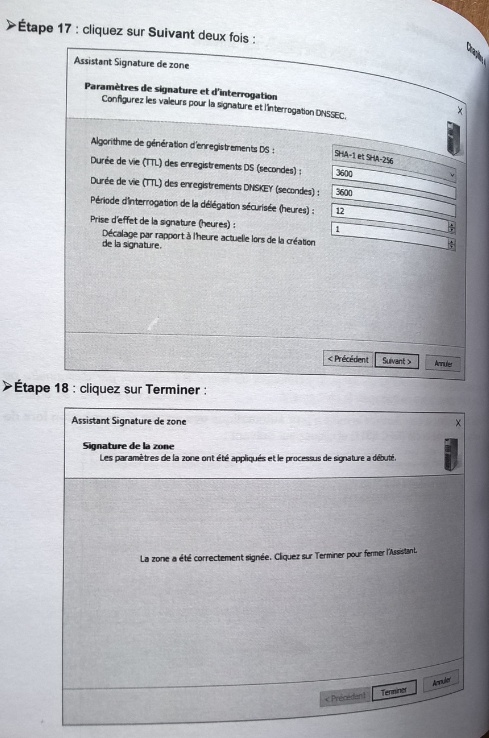 ➢Étape 17 : cliquez sur Suivant deux fois :
Assistant Signature de zone
X
Paramètres de signature et d'interrogation
Configurez les valeurs pour la signature et l'interrogation DNSSEC.
Algorithme de génération d'enregistrements DS :
SHA-1 et SHA-256
Durée de vie (TTL) des enregistrements DS (secondes) :
3600
Durée de vie (TTL) des enregistrements DNSKEY (secondes) :
3600
Période d'interrogation de la délégation sécurisée (heures) :
12
Prise d'effet de la signature (heures) :
1
Décalage par rapport à l'heure actuelle lors de la création
de la signature.
< Précédent
Suivant >
Annuler
➢Étape 18 : cliquez sur Terminer :
Assistant Signature de zone
X
Signature de la zone
Les paramètres de la zone ont été appliqués et le processus de signature a débuté.
La zone a été correctement signée. Cliquez sur Terminer pour fermer l'Assistant.
< Précédent
Terminer
Annuler